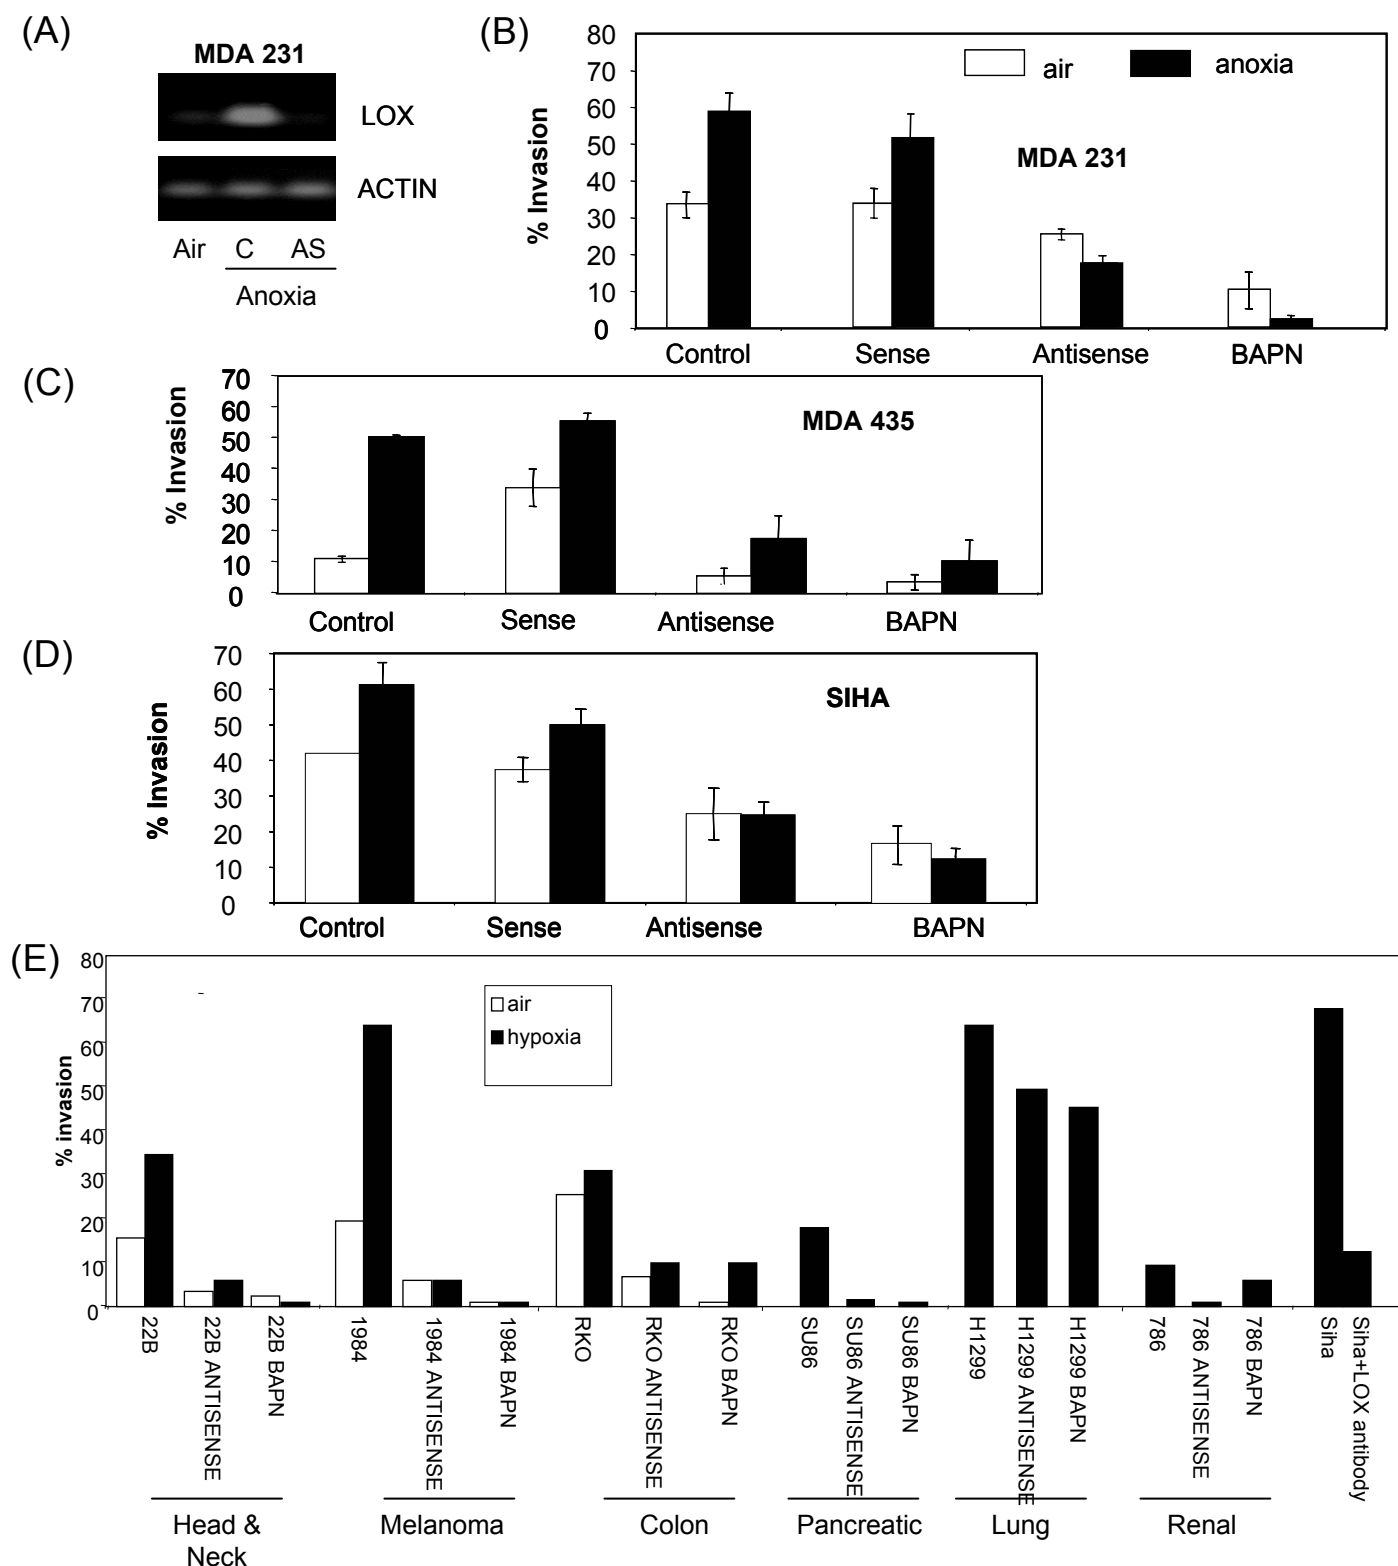 (A)
MDA 231
LOX
ACTIN
Air C AS
Anoxia
(B)
80
70
60
50
40
30
20
10
0
% Invasion
air
anoxia
MDA 231
Control Sense Antisense BAPN
(C)
70
60
50
40
30
20
10
0
% Invasion
MDA 435
Control Sense Antisense BAPN
(D)
70
60
50
40
30
20
10
0
% Invasion
SIHA
Control Sense Antisense BAPN
(E)
80
70
60
50
40
30
20
10
0
% invasion
air
hypoxia
22B
22B ANTISENSE
22B BAPN
1984
1984 ANTISENSE
1984 BAPN
RKO
RKO ANTISENSE
RKO BAPN
SU86
SU86 ANTISENSE
SU86 BAPN
H1299
H1299 ANTISENSE
H1299 BAPN
786
786 ANTISENSE
786 BAPN
Siha
Siha+LOX antibody
Head &
Neck
Melanoma
Colon
Pancreatic
Lung
Renal